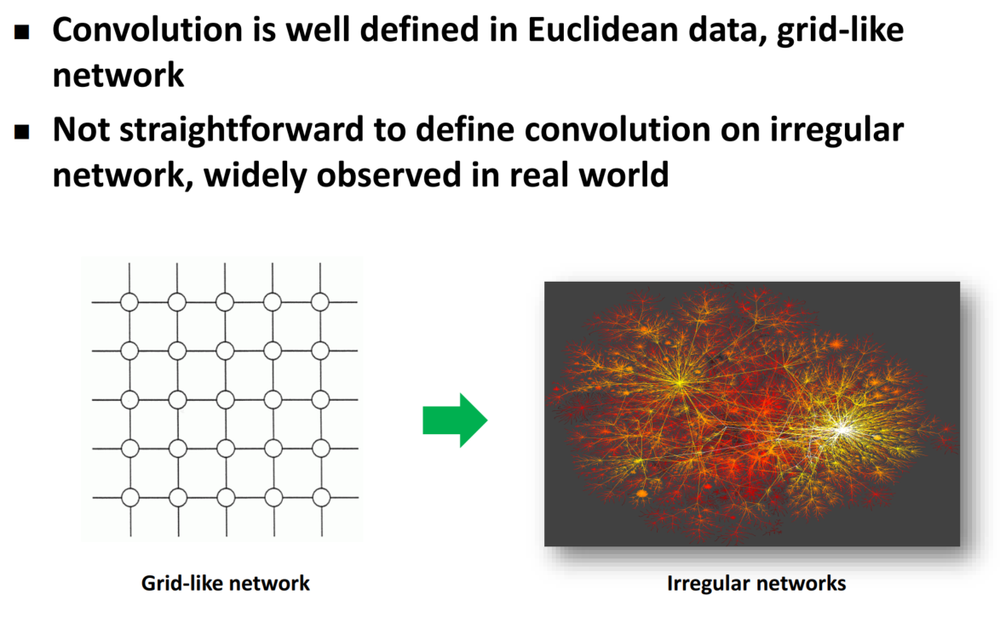 Convolution is well defined in Euclidean data, grid-like
network
Not straightforward to define convolution on irregular
network, widely observed in real world
Grid-like network
Irregular networks